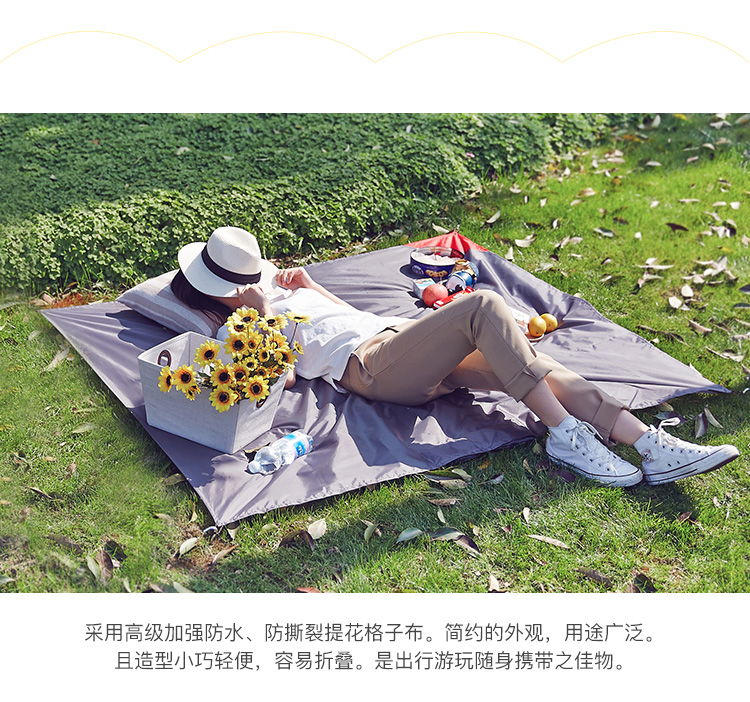 采用高级加强防水、防撕裂提花格子布。简约的外观，用途广泛。
且造型小巧轻便，容易折叠。是出行游玩随身携带之佳物。